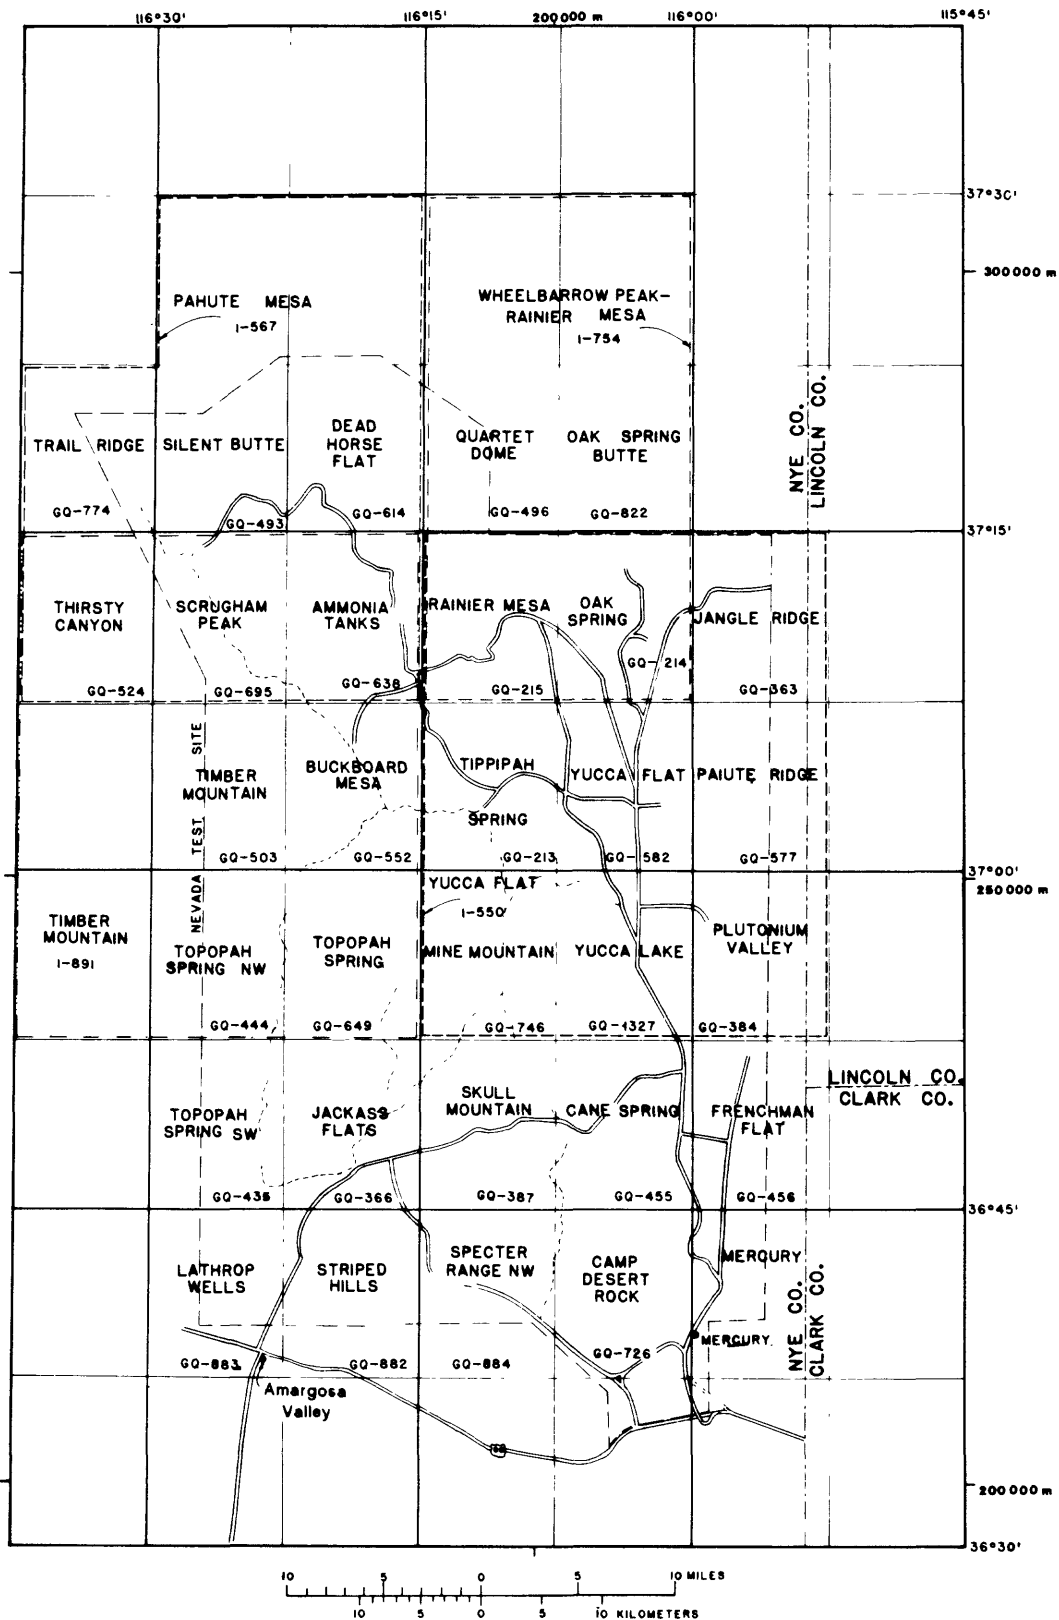 116°30'
116°15'
200000 m
116°00'
115°45'
37°30'
300000 m
PAHUTE MESA
I-567
WHEELBARROW PEAK-
RAINIER MESA
I-754
NYE CO.
LINCOLN CO.
TRAIL RIDGE
SILENT BUTTE
DEAD
HORSE
FLAT
QUARTET
DOME
OAK SPRING
BUTTE
GQ-774
GQ-493
GQ-614
GQ-496
GQ-822
37°15'
THIRSTY
CANYON
SCRUGHAM
PEAK
AMMONIA
TANKS
RAINIER MESA
OAK
SPRING
JANGLE RIDGE
GQ-524
GQ-695
GQ-638
GQ-215
GQ-214
GQ-363
NEVADA TEST SITE
TIMBER
MOUNTAIN
BUCKBOARD
MESA
TIPPIPAH
SPRING
YUCCA FLAT
PAIUTE RIDGE
GQ-503
GQ-552
GQ-213
GQ-582
GQ-577
37°00'
250000 m
YUCCA FLAT
I-550
TIMBER
MOUNTAIN
I-891
TOPOPAH
SPRING NW
TOPOPAH
SPRING
MINE MOUNTAIN
YUCCA LAKE
PLUTONIUM
VALLEY
GQ-444
GQ-649
GQ-746
GQ-1327
GQ-384
LINCOLN CO.
CLARK CO.
TOPOPAH
SPRING SW
JACKASS
FLATS
SKULL
MOUNTAIN
CANE SPRING
FRENCHMAN
FLAT
GQ-435
GQ-366
GQ-387
GQ-455
GQ-456
36°45'
LATHROP
WELLS
STRIPED
HILLS
SPECTER
RANGE NW
CAMP
DESERT
ROCK
MERCURY
NYE CO.
CLARK CO.
MERCURY
GQ-883
GQ-882
GQ-884
GQ-726
Amargosa
Valley
200000 m
36°30'
10 5 0 5 10 MILES
10 5 0 5 10 KILOMETERS